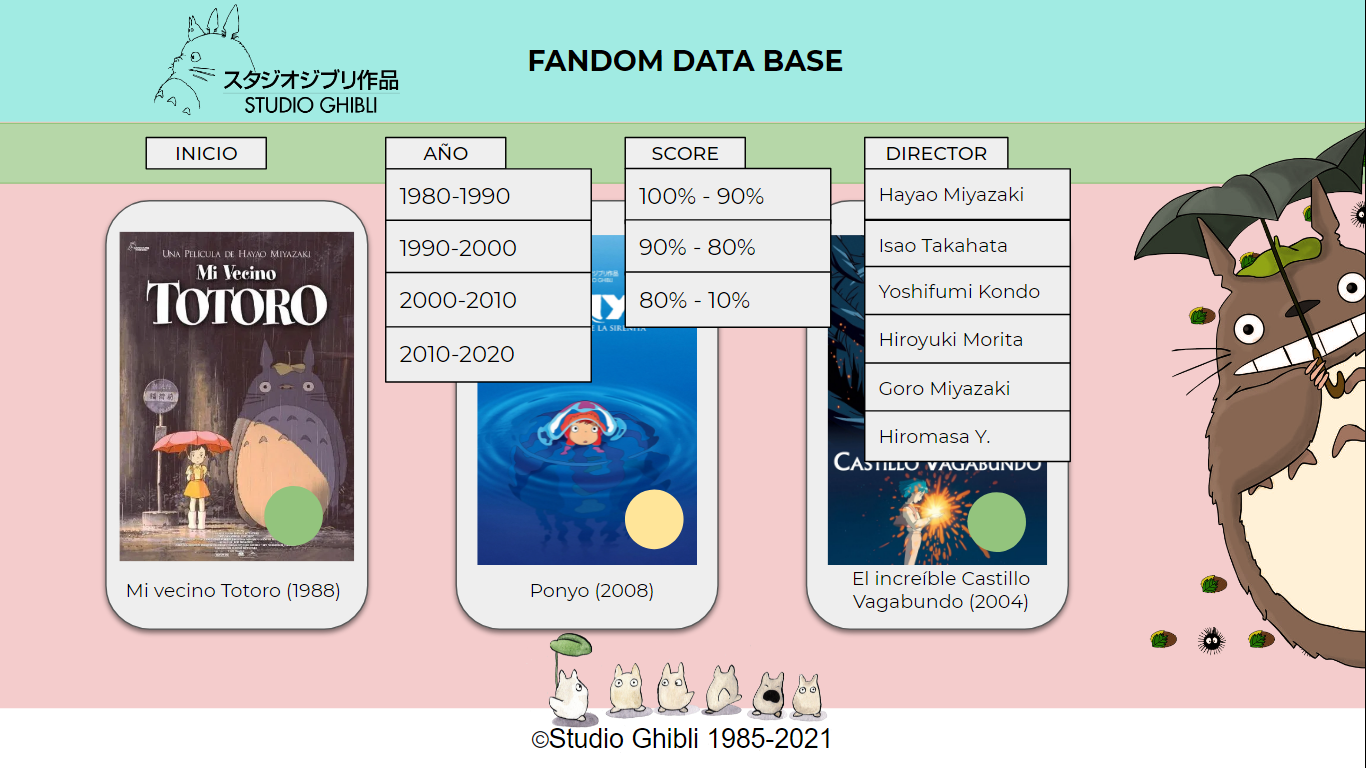 スタジオジブリ作品
STUDIO GHIBLI
FANDOM DATA BASE
INICIO
AÑO
SCORE
DIRECTOR
1980-1990
1990-2000
2000-2010
2010-2020
100% - 90%
90% - 80%
80% - 10%
Hayao Miyazaki
Isao Takahata
Yoshifumi Kondo
Hiroyuki Morita
Goro Miyazaki
Hiromasa Y.
UNA PELÍCULA DE HAYAO MIYAZAKI
Mi Vecino
TOTORO
E LA SIRENITA
CASTILLO VAGABUNDO
Mi vecino Totoro (1988)
Ponyo (2008)
El increíble Castillo
Vagabundo (2004)
©Studio Ghibli 1985-2021